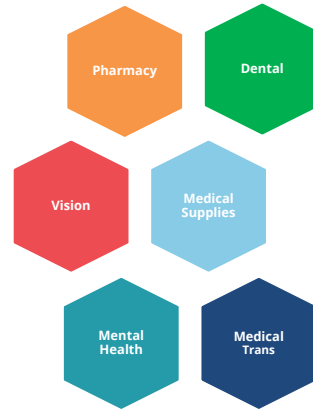 Pharmacy
Dental
Vision
Medical
Supplies
Mental
Health
Medical
Trans